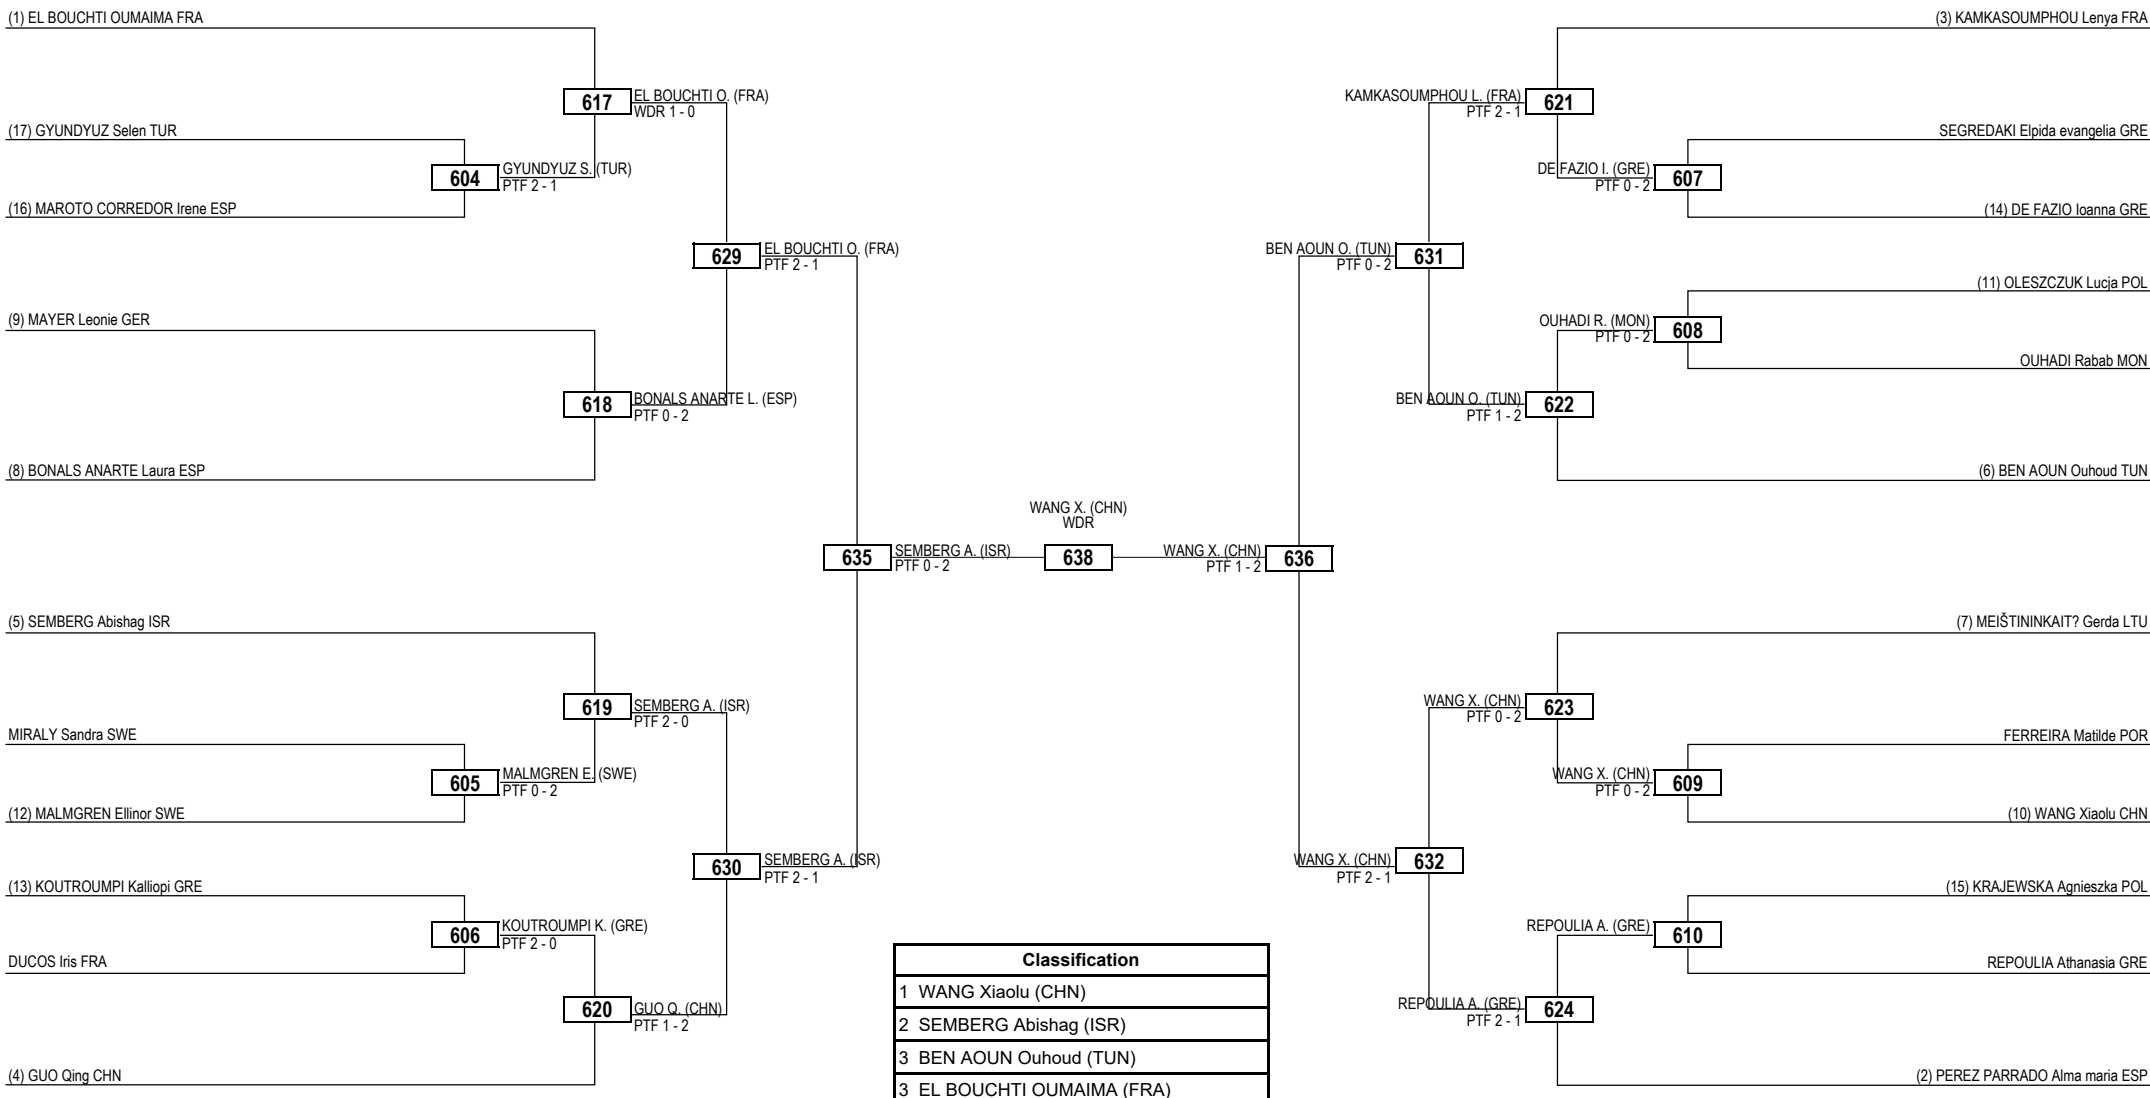 (1) EL BOUCHTI OUMAIMA FRA
617
EL BOUCHTI O. (FRA)
WDR 1 - 0
(17) GYUNDYUZ Selen TUR
604
GYUNDYUZ S. (TUR)
PTF 2 - 1
(16) MAROTO CORREDOR Irene ESP
629
EL BOUCHTI O. (FRA)
PTF 2 - 1
(9) MAYER Leonie GER
618
BONALS ANARTE L. (ESP)
PTF 0 - 2
(8) BONALS ANARTE Laura ESP
635
SEMBERG A. (ISR)
PTF 0 - 2
(5) SEMBERG Abishag ISR
619
SEMBERG A. (ISR)
PTF 2 - 0
MIRALY Sandra SWE
605
MALMGREN E. (SWE)
PTF 0 - 2
(12) MALMGREN Ellinor SWE
630
SEMBERG A. (ISR)
PTF 2 - 1
(13) KOUTROUMPI Kalliopi GRE
606
KOUTROUMPI K. (GRE)
PTF 2 - 0
DUCOS Iris FRA
620
GUO Q. (CHN)
PTF 1 - 2
(4) GUO Qing CHN
WANG X. (CHN)
WDR
638
(3) KAMKASOUMPHOU Lenya FRA
KAMKASOUMPHOU L. (FRA)
PTF 2 - 1
621
SEGREDAKI Elpida evangelia GRE
DE FAZIO I. (GRE)
PTF 0 - 2
607
(14) DE FAZIO Ioanna GRE
BEN AOUN O. (TUN)
PTF 0 - 2
631
(11) OLESZCZUK Lucja POL
OUHADI R. (MON)
PTF 0 - 2
608
OUHADI Rabab MON
BEN AOUN O. (TUN)
PTF 1 - 2
622
(6) BEN AOUN Ouhoud TUN
WANG X. (CHN)
PTF 1 - 2
636
(7) MEIŠTININKAIT? Gerda LTU
WANG X. (CHN)
PTF 0 - 2
623
FERREIRA Matilde POR
WANG X. (CHN)
PTF 0 - 2
609
(10) WANG Xiaolu CHN
WANG X. (CHN)
PTF 2 - 1
632
(15) KRAJEWSKA Agnieszka POL
REPOULIA A. (GRE)
610
REPOULIA Athanasia GRE
REPOULIA A. (GRE)
PTF 2 - 1
624
(2) PEREZ PARRADO Alma maria ESP
Classification
1 WANG Xiaolu (CHN)
2 SEMBERG Abishag (ISR)
3 BEN AOUN Ouhoud (TUN)
3 EL BOUCHTI OUMAIMA (FRA)